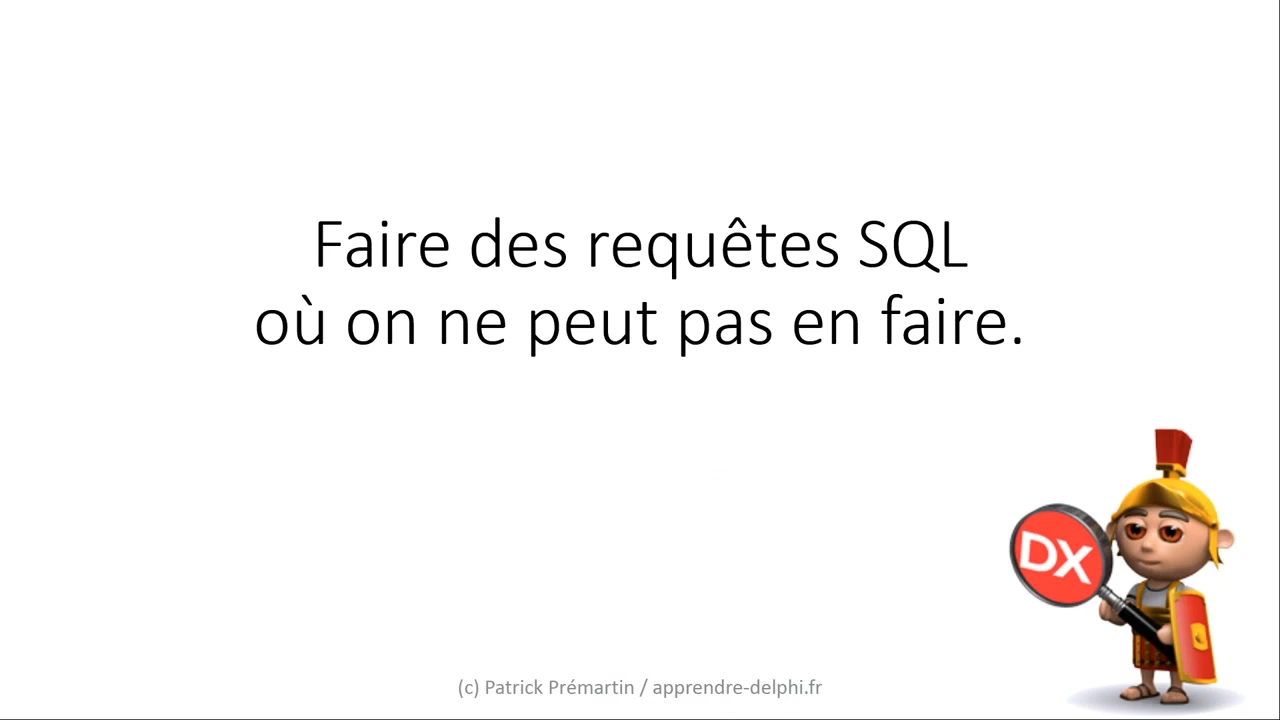 Faire des requêtes SQL
où on ne peut pas en faire.
DX
(c) Patrick Prémartin / apprendre-delphi.fr